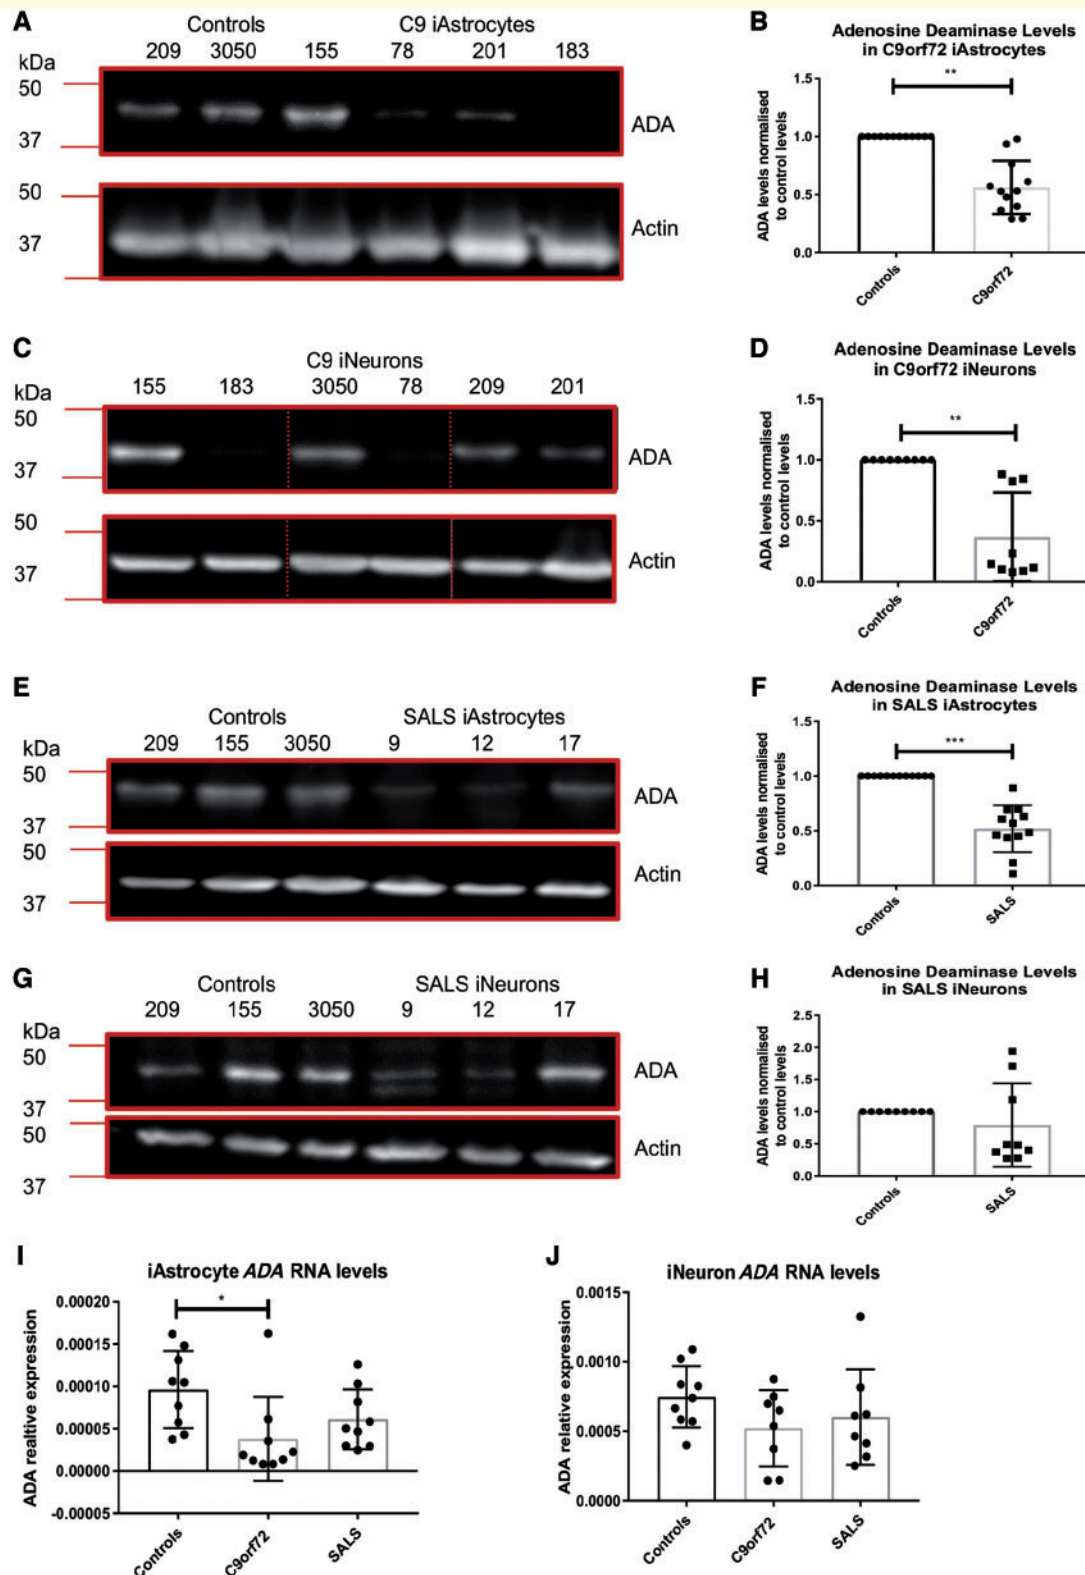 A
Controls C9 iAstrocytes
209 3050 155 78 201 183
kDa
50
37
ADA
50
37
Actin
B
Adenosine Deaminase Levels
in C9orf72 iAstrocytes
ADA levels normalised
to control levels
1.5
1.0
0.5
0.0
**
Controls C9orf72
C
C9 iNeurons
155 183 3050 78 209 201
kDa
50
37
ADA
50
37
Actin
D
Adenosine Deaminase Levels
in C9orf72 iNeurons
ADA levels normalised
to control levels
1.5
1.0
0.5
0.0
**
Controls C9orf72
E
Controls SALS iAstrocytes
209 155 3050 9 12 17
kDa
50
37
ADA
50
37
Actin
F
Adenosine Deaminase Levels
in SALS iAstrocytes
ADA levels normalised
to control levels
1.5
1.0
0.5
0.0
***
Controls SALS
G
Controls SALS iNeurons
209 155 3050 9 12 17
kDa
50
37
ADA
50
37
Actin
H
Adenosine Deaminase Levels
in SALS iNeurons
ADA levels normalised
to control levels
2.5
2.0
1.5
1.0
0.5
0.0
Controls SALS
I
iAstrocyte ADA RNA levels
ADA realtive expression
0.00020
0.00015
0.00010
0.00005
0.00000
-0.00005
*
Controls C9orf72 SALS
J
iNeuron ADA RNA levels
ADA relative expression
0.0015
0.0010
0.0005
0.0000
Controls C9orf72 SALS